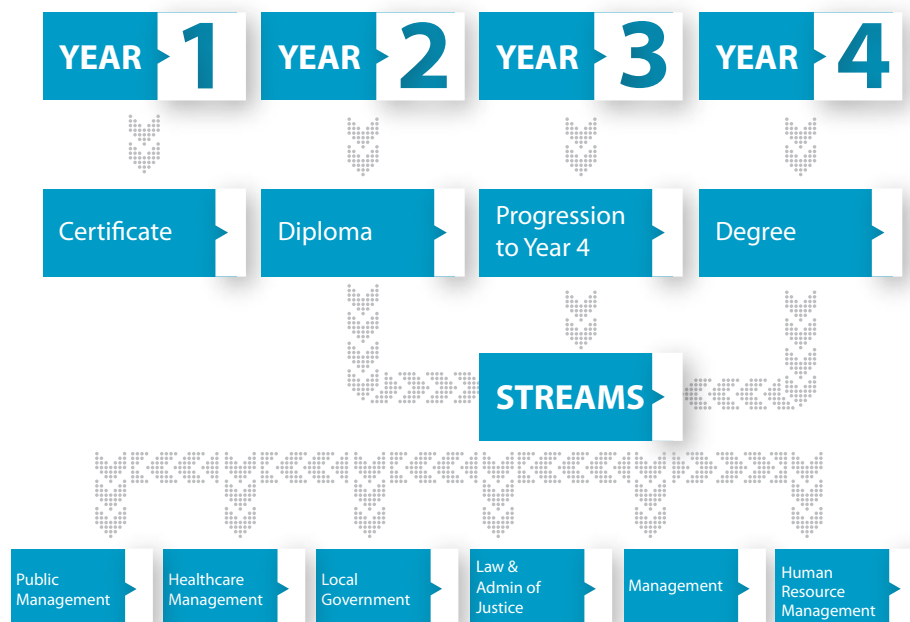 YEAR 1
YEAR 2
YEAR 3
YEAR 4
Certificate
Diploma
Progression
to Year 4
Degree
STREAMS
Public
Management
Healthcare
Management
Local
Government
Law &
Admin of
Justice
Management
Human
Resource
Management